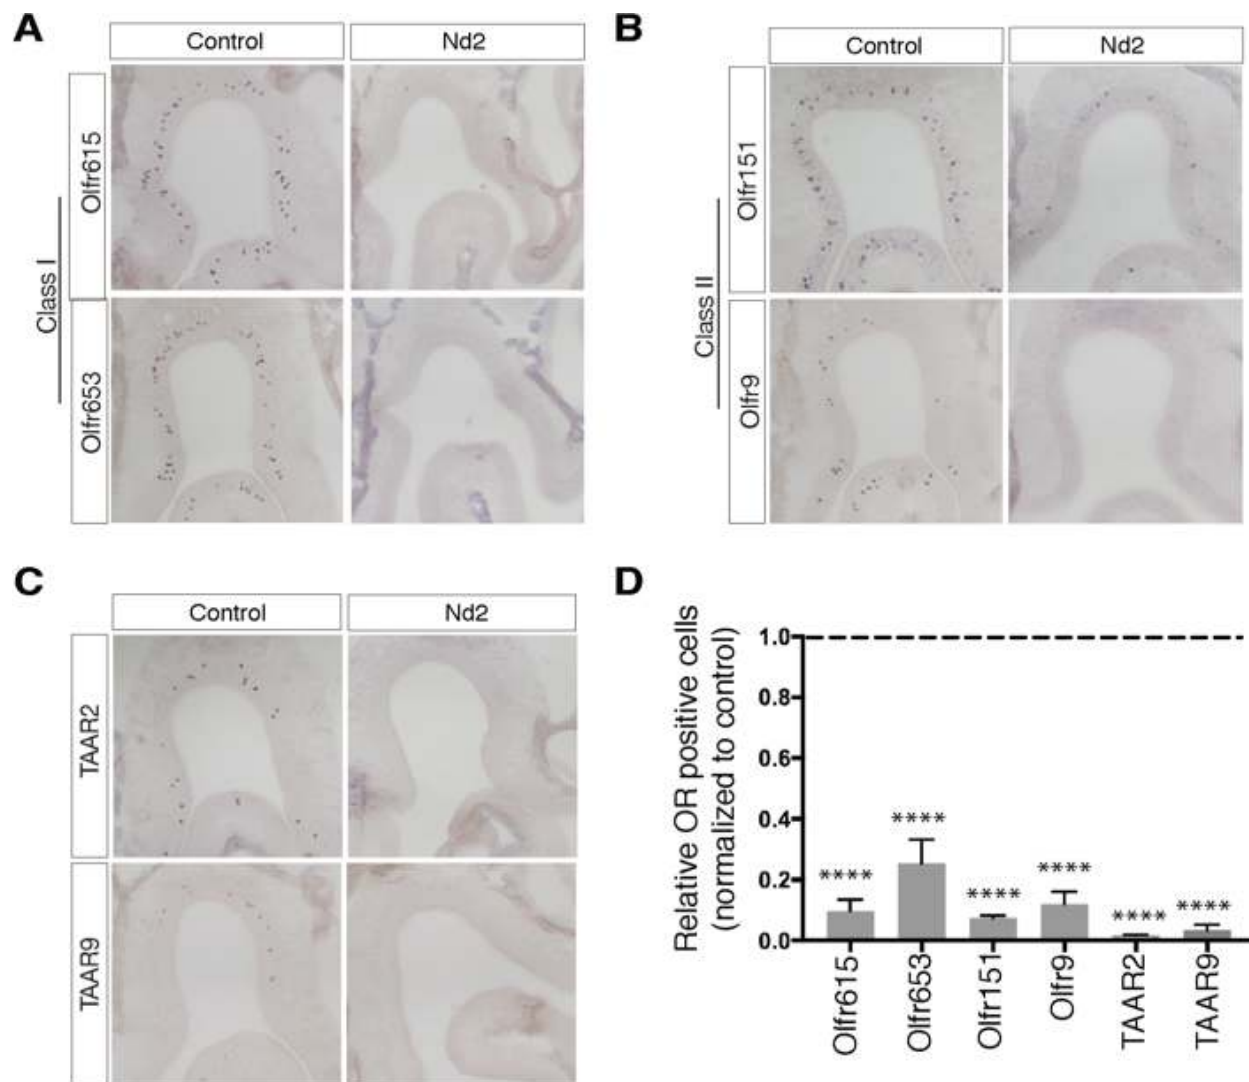 A
Control
Nd2
Class I
Olfr615
Olfr653
B
Control
Nd2
Class II
Olfr151
Olfr9
C
Control
Nd2
TAAR2
TAAR9
D
Relative OR positive cells
(normalized to control)
1.0
0.8
0.6
0.4
0.2
0.0
****
****
****
****
****
****
Olfr615
Olfr653
Olfr151
Olfr9
TAAR2
TAAR9